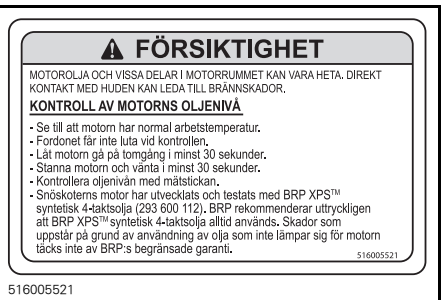 FÖRSIKTIGHET
MOTOROLJA OCH VISSA DELAR I MOTORRUMMET KAN VARA HETA. DIREKT
KONTAKT MED HUDEN KAN LEDA TILL BRÄNNSKADOR.
KONTROLL AV MOTORNS OLJENIVÅ
- Se till att motorn har normal arbetstemperatur.
- Fordonet får inte luta vid kontrollen.
- Låt motorn gå på tomgång i minst 30 sekunder.
- Stanna motorn och vänta i minst 30 sekunder.
- Kontrollera oljenivån med mätstickan.
- Snöskoterns motor har utvecklats och testats med BRP XPS™
syntetisk 4-taktsolja (293 600 112). BRP rekommenderar uttryckligen
att BRP XPS™ syntetisk 4-taktsolja alltid används. Skador som
uppstår på grund av användning av olja som inte lämpar sig för motorn
täcks inte av BRP:s begränsade garanti.
516005521
516005521